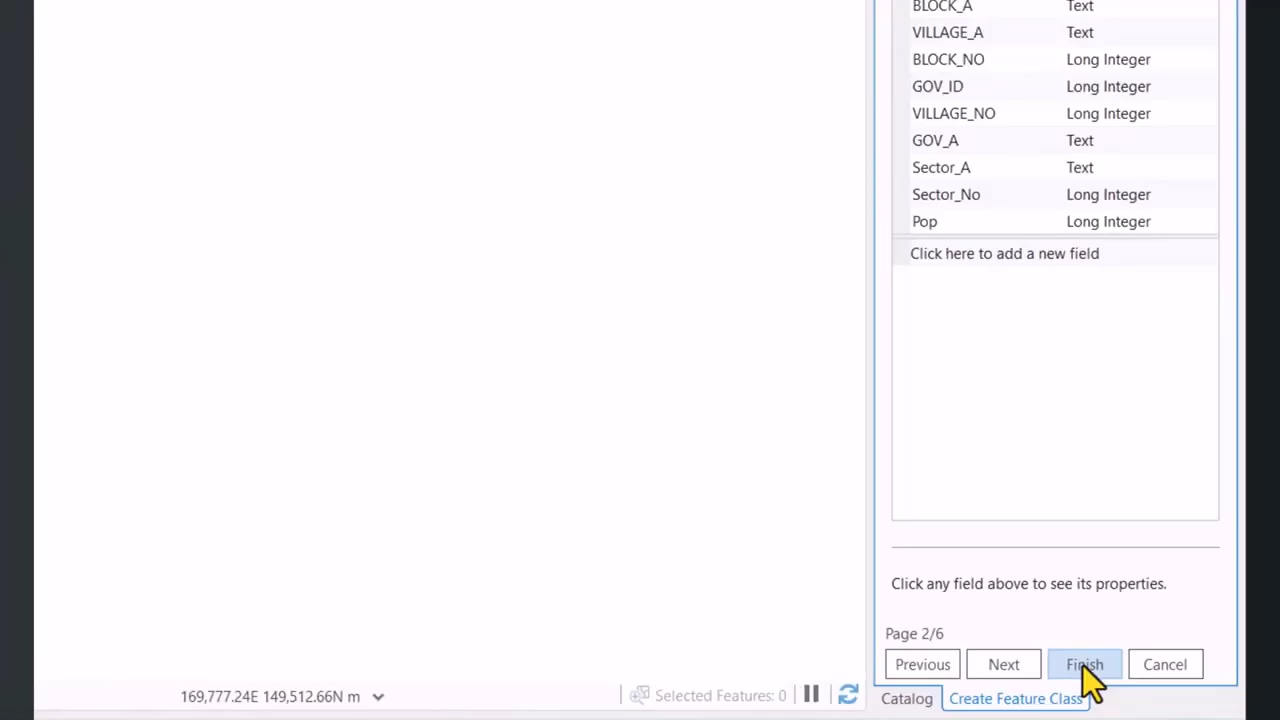 BLOCK_A Text
VILLAGE_A Text
BLOCK_NO Long Integer
GOV_ID Long Integer
VILLAGE_NO Long Integer
GOV_A Text
Sector_A Text
Sector_No Long Integer
Pop Long Integer
Click here to add a new field
Click any field above to see its properties.
Page 2/6
Previous Next Finish Cancel
169,777.24E 149,512.66N m Selected Features: 0
Catalog Create Feature Class